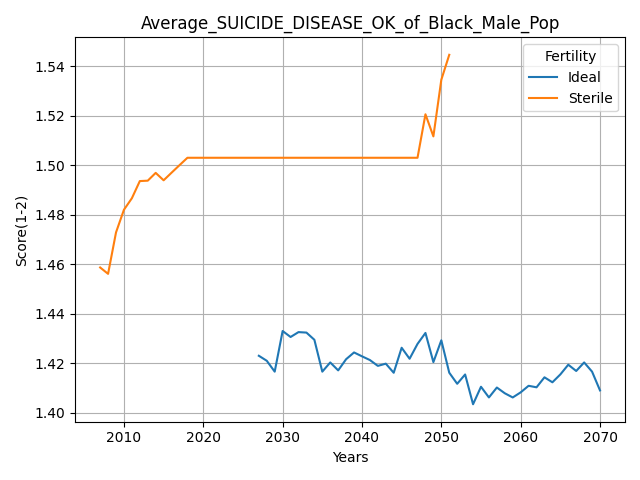 Average_SUICIDE_DISEASE_OK_of_Black_Male_Pop
Fertility
Ideal
Sterile
Score(1-2)
1.54
1.52
1.50
1.48
1.46
1.44
1.42
1.40
2010 2020 2030 2040 2050 2060 2070
Years